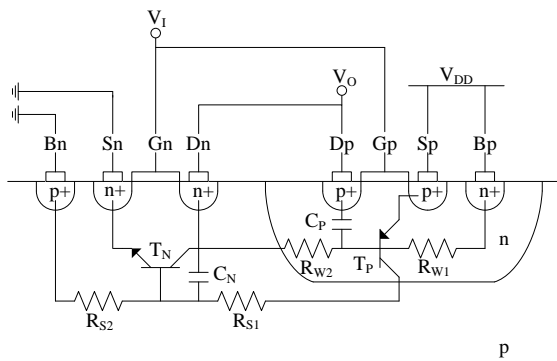 V_I
V_O
V_DD
Bn Sn Gn Dn Dp Gp Sp Bp
p+ n+ n+ p+ p+ n+
C_P
T_N
R_W2 T_P R_W1 n
C_N
R_S2 R_S1
p